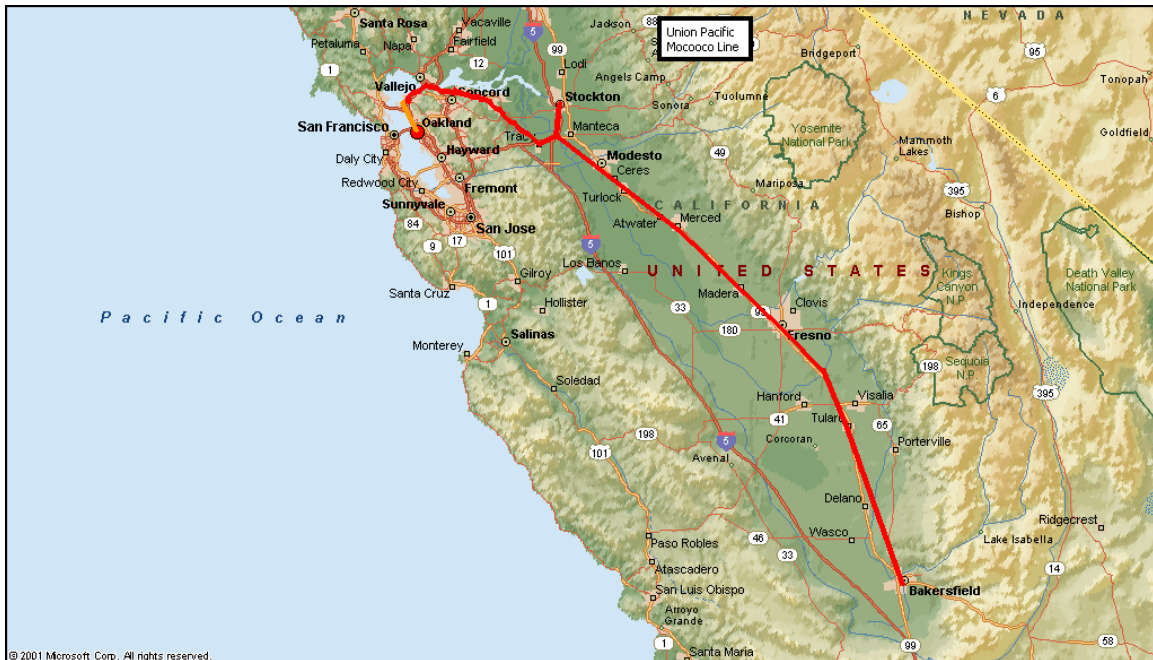 Santa Rosa
Vacaville
Jackson
88
N E V A D A
Union Pacific
Mocooco Line
Petaluma
Napa
Fairfield
5
99
Bridgeport
95
1
12
Lodi
Tonopah
Vallejo
Concord
Angels Camp
6
Stockton
Sonora
Tuolumne
Oakland
San Francisco
Manteca
Yosemite
National Park
Goldfield
Tracy
Mammoth
Lakes
Daly City
Hayward
Modesto
49
Redwood City
Fremont
Ceres
Mariposa
395
Sunnyvale
Turlock
C A L I F O R N I A
Bishop
84
San Jose
Atwater
Merced
9
17
101
5
Gilroy
Los Banos
U N I T E D S T A T E S
Kings
Canyon
N.P.
Death Valley
National Park
Santa Cruz
Madera
1
Hollister
33
99
Clovis
Independence
P a c i f i c O c e a n
180
Fresno
Salinas
Monterey
Sequoia
N.P.
198
Soledad
Hanford
Visalia
395
41
Tulare
65
198
5
Corcoran
Porterville
101
Avenal
Delano
Ridgecrest
46
Wasco
Paso Robles
33
Lake Isabella
Atascadero
14
San Luis Obispo
Bakersfield
Arroyo
Grande
1
99
58
Santa Maria
© 2001 Microsoft Corp. All rights reserved.